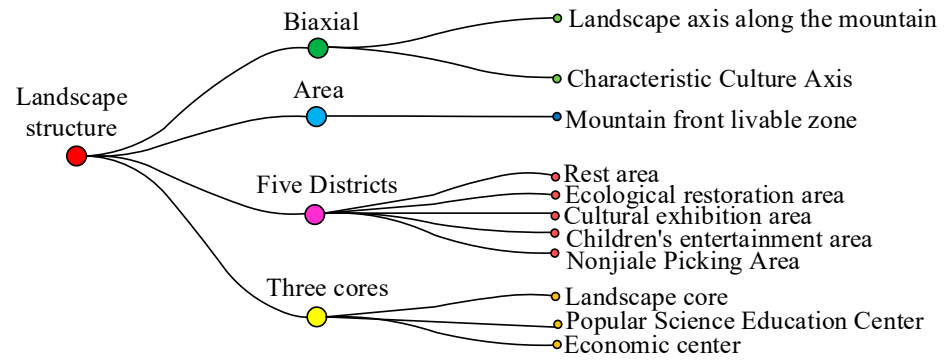 Landscape
structure
Biaxial
Landscape axis along the mountain
Characteristic Culture Axis
Area
Mountain front livable zone
Five Districts
Rest area
Ecological restoration area
Cultural exhibition area
Children's entertainment area
Nonjiale Picking Area
Three cores
Landscape core
Popular Science Education Center
Economic center